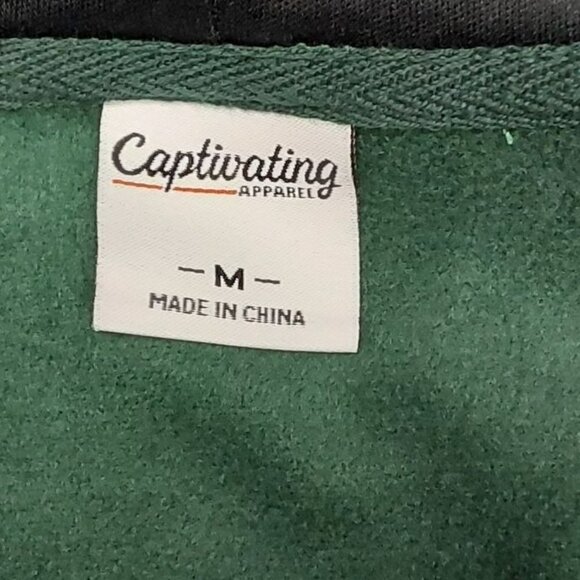 Captivating
APPAREL
– M –
MADE IN CHINA